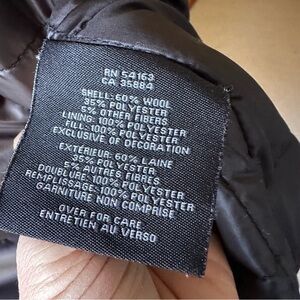 RN 54163
CA 35884
SHELL: 60% WOOL
35% POLYESTER
5% OTHER FIBERS
LINING: 100% POLYESTER
FILL: 100% POLYESTER
EXCLUSIVE OF DECORATION
EXTÉRIEUR: 60% LAINE
35% POLYESTER
5% AUTRES FIBRES
DOUBLURE: 100% POLYESTER
REMPLISSAGE: 100% POLYESTER
GARNITURE NON COMPRISE
OVER FOR CARE
ENTRETIEN AU VERSO